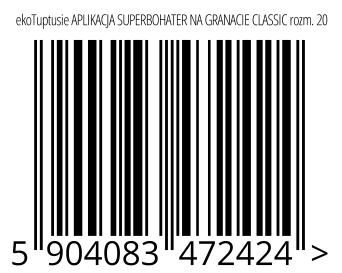 ekoTuptusie APLIKACJA SUPERBOHATER NA GRANACIE CLASSIC rozm. 20
5 904083 472424 >